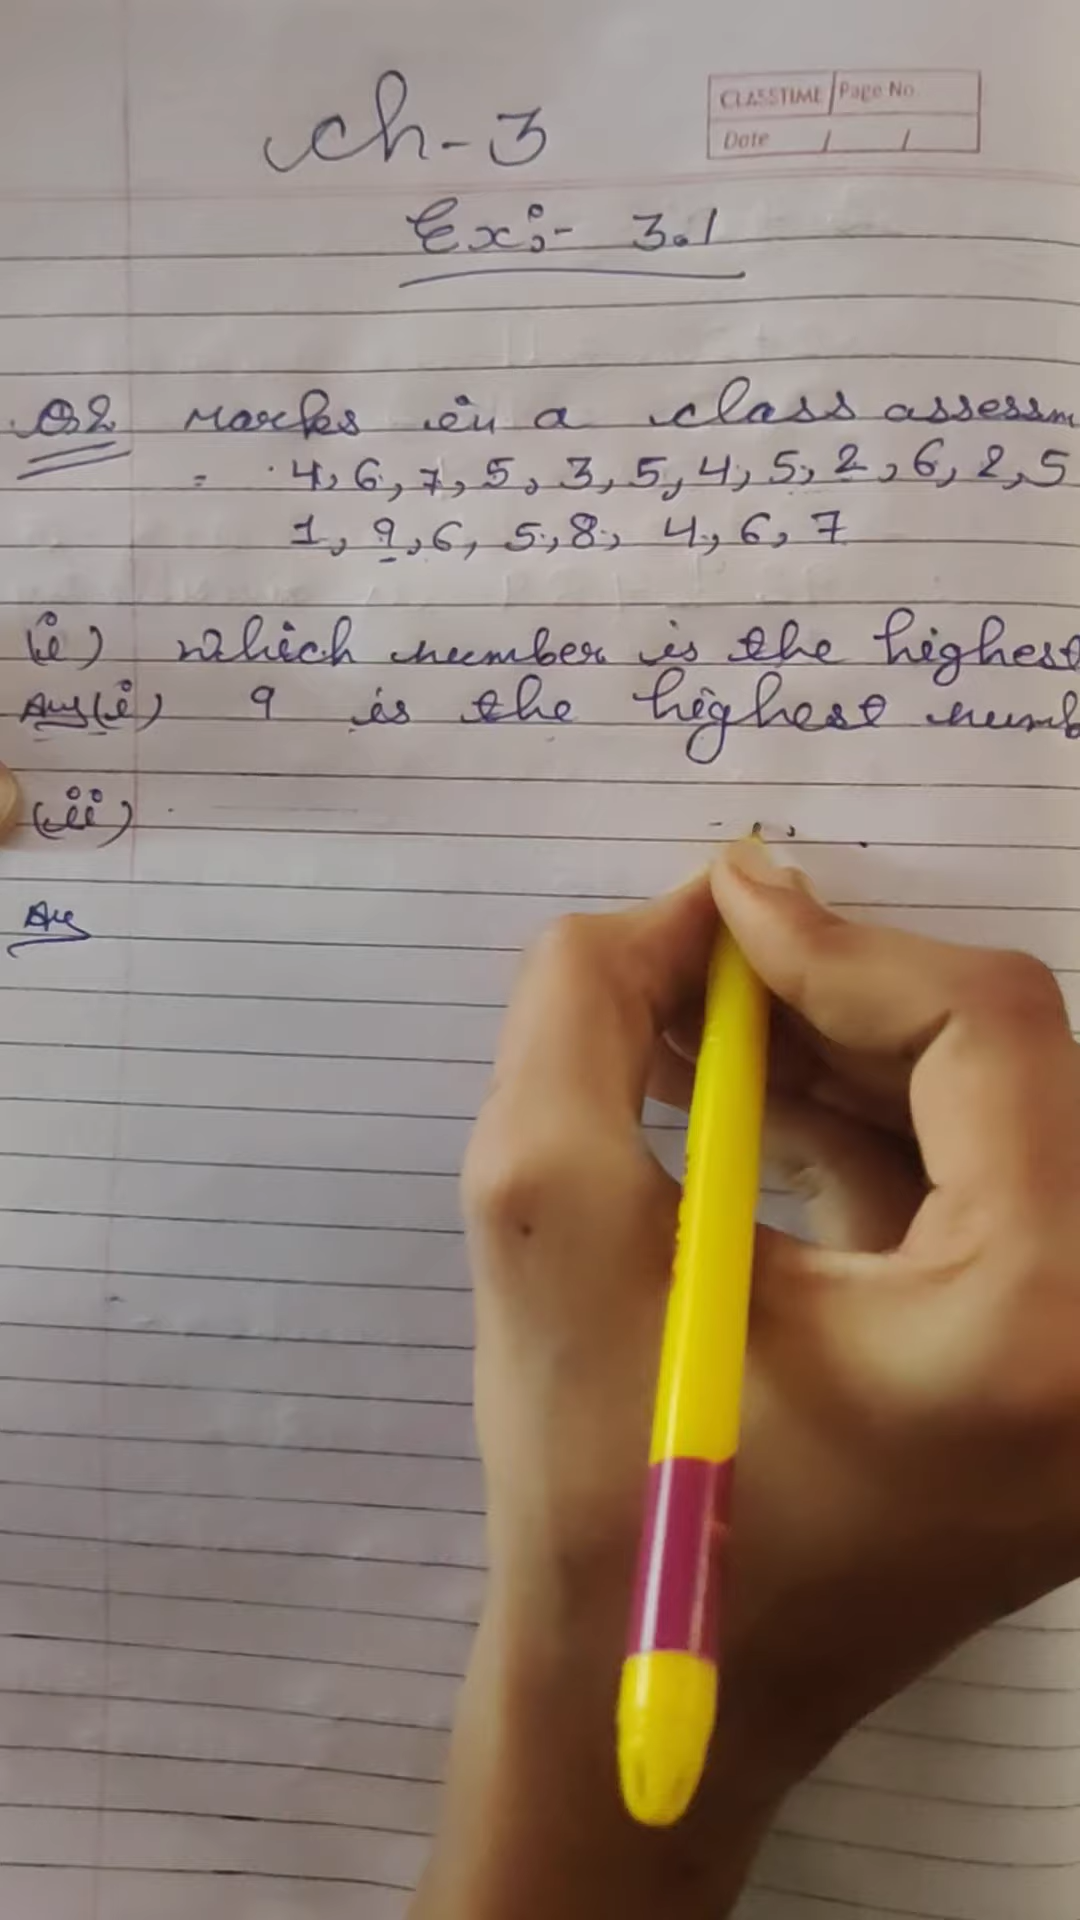 ch-3
CLASSTIME Page No.
Date / /
Ex:- 3.1
Q2 Marks in a class assessm
= 4, 6, 7, 5, 3, 5, 4, 5, 2, 6, 2, 5
1, 9, 6, 5, 8, 4, 6, 7
(i) which number is the highest
Ans(i) 9 is the highest numb
(ii)
Ans